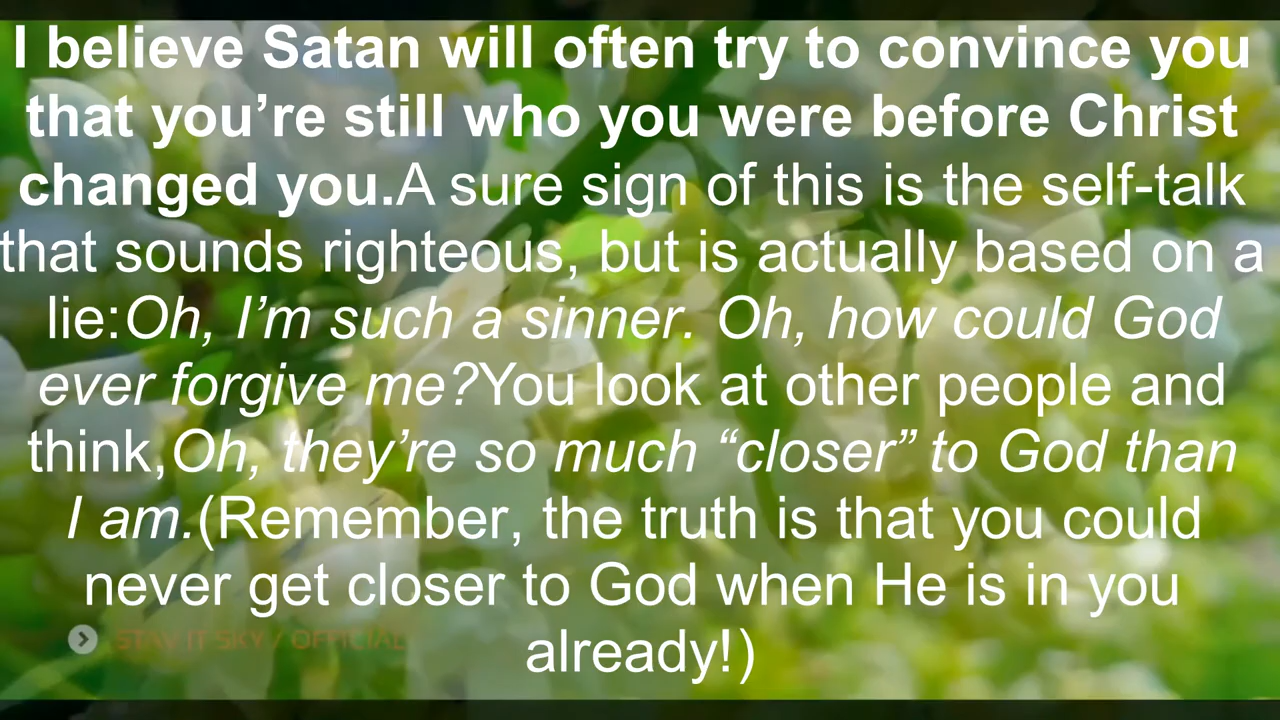 I believe Satan will often try to convince you
that you’re still who you were before Christ
changed you.A sure sign of this is the self-talk
that sounds righteous, but is actually based on a
lie:Oh, I’m such a sinner. Oh, how could God
ever forgive me?You look at other people and
think,Oh, they’re so much “closer” to God than
I am.(Remember, the truth is that you could
never get closer to God when He is in you
already!)
STAY IT SKY / OFFICIAL